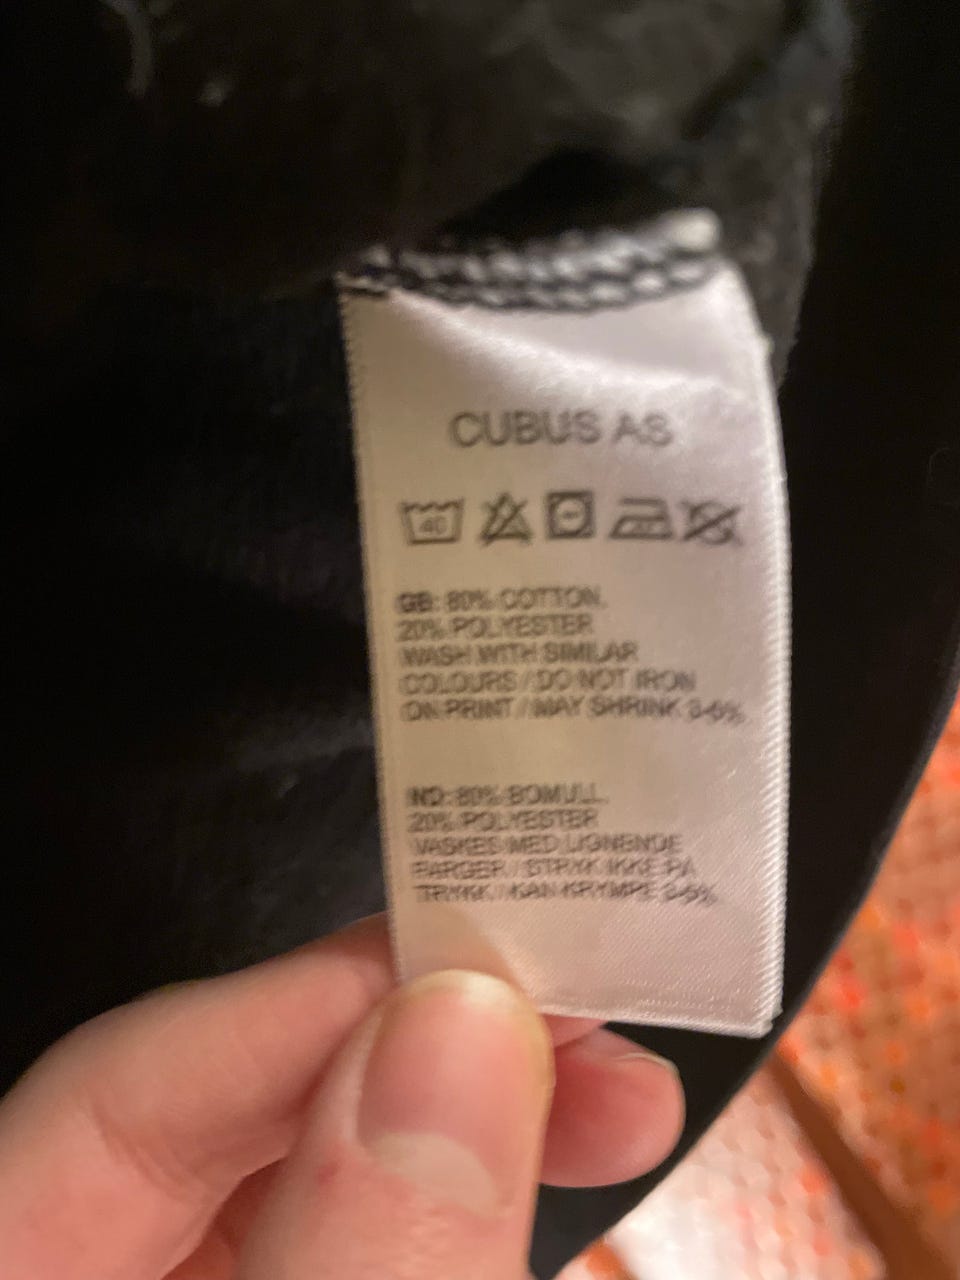 CUBUS AS
40
GB: 80% COTTON.
20% POLYESTER
WASH WITH SIMILAR
COLOURS / DO NOT IRON
ON PRINT / MAY SHRINK 3-5%
NO: 80% BOMULL.
20% POLYESTER
VASKES MED LIGNENDE
FARGER / STRYK IKKE PÅ
TRYKK / KAN KRYMPE 3-5%